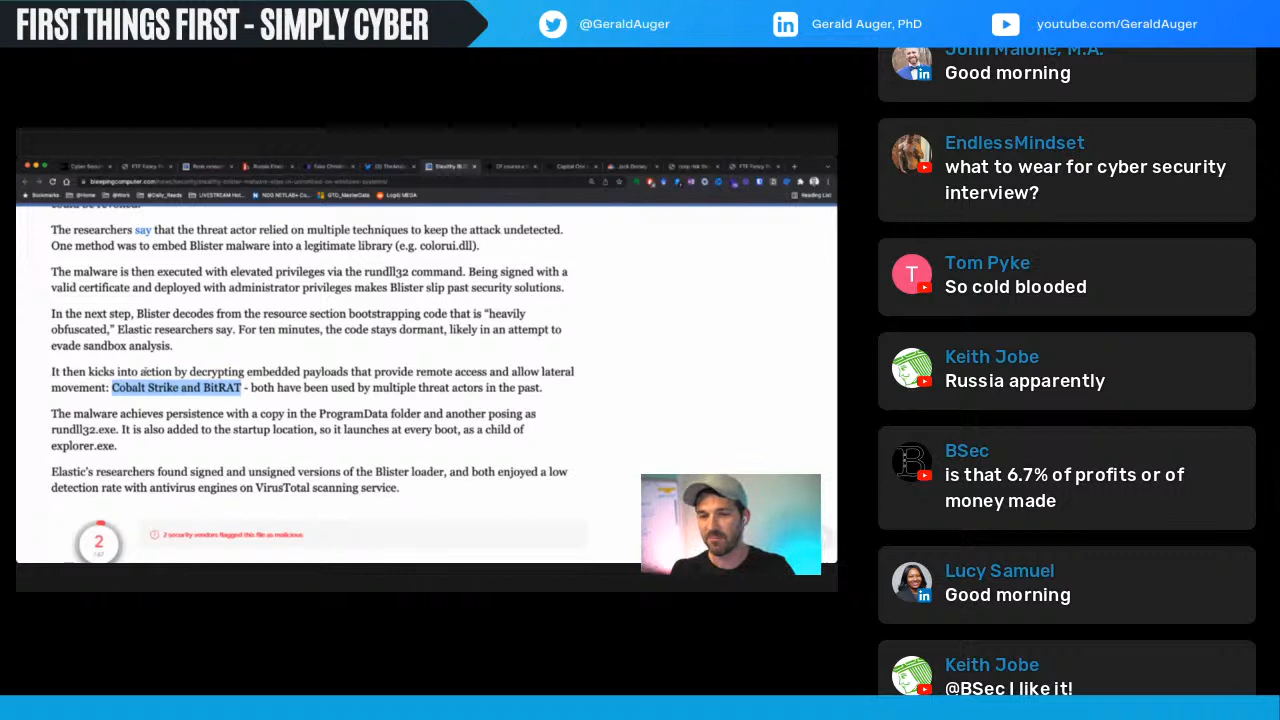 FIRST THINGS FIRST - SIMPLY CYBER
@GeraldAuger
Gerald Auger, PhD
youtube.com/GeraldAuger
The researchers say that the threat actor relied on multiple techniques to keep the attack undetected.
One method was to embed Blister malware into a legitimate library (e.g. colorui.dll).
The malware is then executed with elevated privileges via the rundll32 command. Being signed with a
valid certificate and deployed with administrator privileges makes Blister slip past security solutions.
In the next step, Blister decodes from the resource section bootstrapping code that is “heavily
obfuscated,” Elastic researchers say. For ten minutes, the code stays dormant, likely in an attempt to
evade sandbox analysis.
It then kicks into action by decrypting embedded payloads that provide remote access and allow lateral
movement: Cobalt Strike and BitRAT - both have been used by multiple threat actors in the past.
The malware achieves persistence with a copy in the ProgramData folder and another posing as
rundll32.exe. It is also added to the startup location, so it launches at every boot, as a child of
explorer.exe.
Elastic's researchers found signed and unsigned versions of the Blister loader, and both enjoyed a low
detection rate with antivirus engines on VirusTotal scanning service.
2
2 security vendors flagged this file as malicious
John Malone, M.A.
Good morning
EndlessMindset
what to wear for cyber security
interview?
T
Tom Pyke
So cold blooded
Keith Jobe
Russia apparently
BSec
is that 6.7% of profits or of
money made
Lucy Samuel
Good morning
Keith Jobe
@BSec I like it!